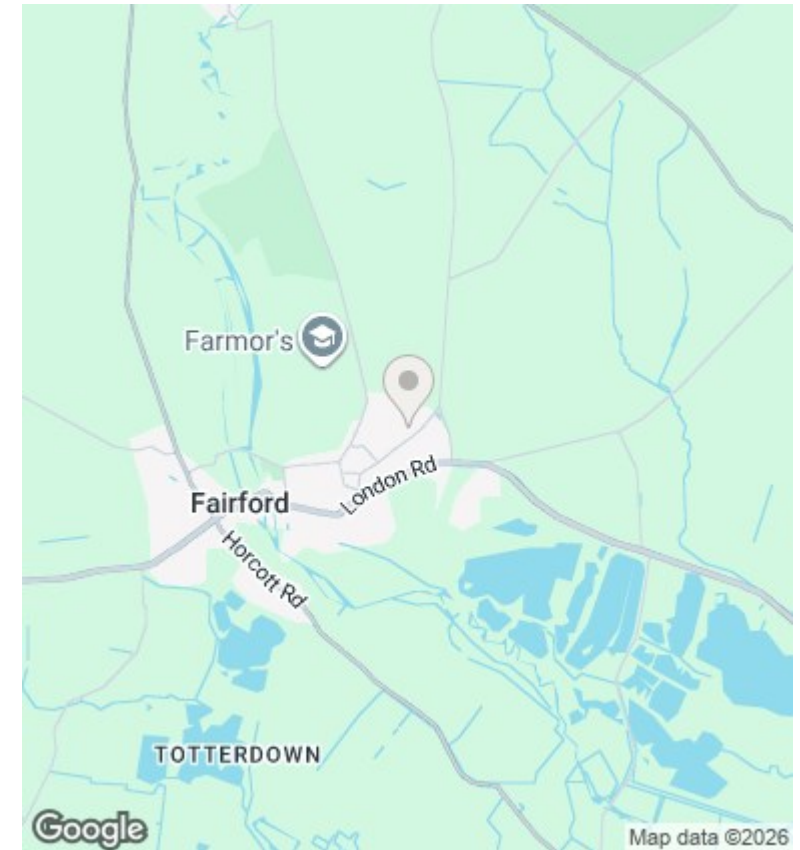 Farmor's
London Rd
Fairford
Horcott Rd
TOTTERDOWN
Google
Map data ©2026